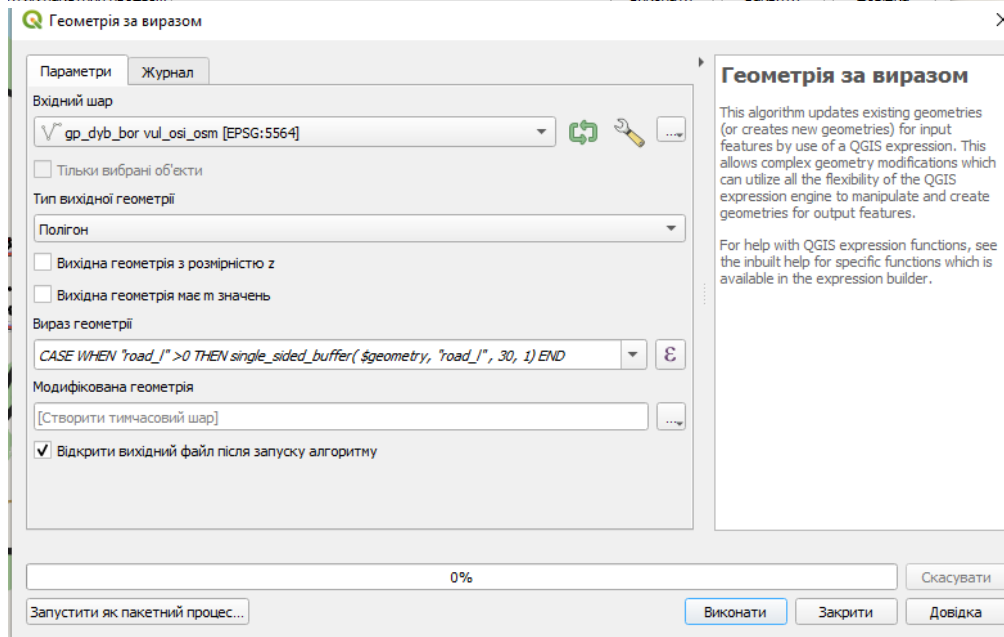 Геометрія за виразом
Параметри
Журнал
Вхідний шар
gp_dyb_bor vul_osi_osm [EPSG:5564]
...
Тільки вибрані об'єкти
Тип вихідної геометрії
Полігон
Вихідна геометрія з розмірністю z
Вихідна геометрія має m значень
Вираз геометрії
CASE WHEN "road_l" >0 THEN single_sided_buffer( $geometry, "road_l" , 30, 1) END
ε
Модифікована геометрія
[Створити тимчасовий шар]
...
Відкрити вихідний файл після запуску алгоритму
Геометрія за виразом
This algorithm updates existing geometries
(or creates new geometries) for input
features by use of a QGIS expression. This
allows complex geometry modifications which
can utilize all the flexibility of the QGIS
expression engine to manipulate and create
geometries for output features.
For help with QGIS expression functions, see
the inbuilt help for specific functions which is
available in the expression builder.
0%
Скасувати
Запустити як пакетний процес...
Виконати
Закрити
Довідка